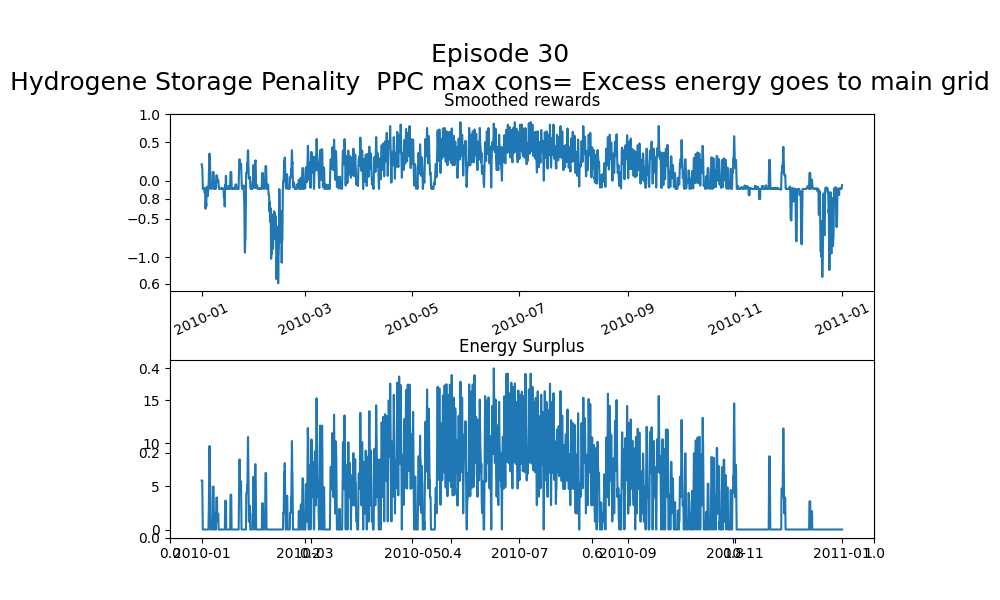 Episode 30
Hydrogene Storage Penality  PPC max cons= Excess energy goes to main grid
Smoothed rewards
1.0
0.5
0.0
0.8
−0.5
−1.0
0.6
2010-01 2010-03 2010-05 2010-07 2010-09 2010-11 2011-01
Energy Surplus
0.4
15
10
0.2
5
0
0.0
0.0 2010-01 0.2 2010-03 2010-05 0.4 2010-07 0.6 2010-09 0.8 2010-11 2011-01 1.0